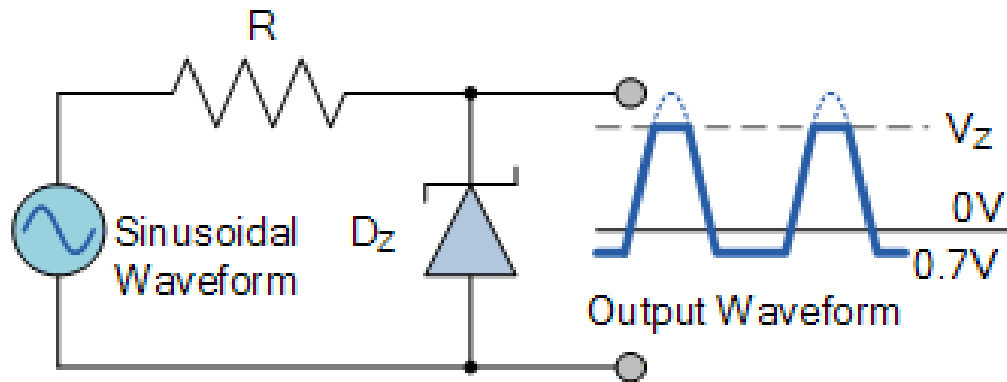 R
Sinusoidal
Waveform
DZ
VZ
0V
0.7V
Output Waveform